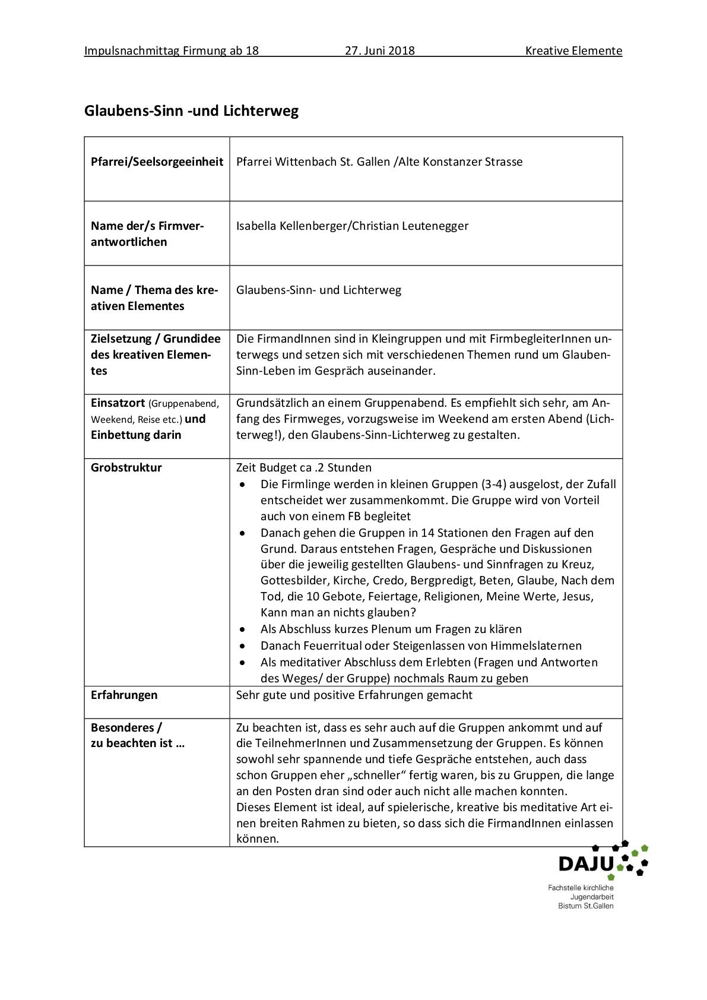 Impulsnachmittag Firmung ab 18 27. Juni 2018 Kreative Elemente
Glaubens-Sinn -und Lichterweg
Pfarrei/Seelsorgeeinheit Pfarrei Wittenbach St. Gallen /Alte Konstanzer Strasse
Name der/s Firmver- Isabella Kellenberger/Christian Leutenegger
antwortlichen
Name / Thema des kre- Glaubens-Sinn- und Lichterweg
ativen Elementes
Zielsetzung / Grundidee Die FirmandInnen sind in Kleingruppen und mit FirmbegleiterInnen un-
des kreativen Elemen- terwegs und setzen sich mit verschiedenen Themen rund um Glauben-
tes Sinn-Leben im Gespräch auseinander.
Einsatzort (Gruppenabend, Grundsätzlich an einem Gruppenabend. Es empfiehlt sich sehr, am An-
Weekend, Reise etc.) und fang des Firmweges, vorzugsweise im Weekend am ersten Abend (Lich-
Einbettung darin terweg!), den Glaubens-Sinn-Lichterweg zu gestalten.
Grobstruktur Zeit Budget ca .2 Stunden
• Die Firmlinge werden in kleinen Gruppen (3-4) ausgelost, der Zufall
entscheidet wer zusammenkommt. Die Gruppe wird von Vorteil
auch von einem FB begleitet
• Danach gehen die Gruppen in 14 Stationen den Fragen auf den
Grund. Daraus entstehen Fragen, Gespräche und Diskussionen
über die jeweilig gestellten Glaubens- und Sinnfragen zu Kreuz,
Gottesbilder, Kirche, Credo, Bergpredigt, Beten, Glaube, Nach dem
Tod, die 10 Gebote, Feiertage, Religionen, Meine Werte, Jesus,
Kann man an nichts glauben?
• Als Abschluss kurzes Plenum um Fragen zu klären
• Danach Feuerritual oder Steigenlassen von Himmelslaternen
• Als meditativer Abschluss dem Erlebten (Fragen und Antworten
des Weges/ der Gruppe) nochmals Raum zu geben
Erfahrungen Sehr gute und positive Erfahrungen gemacht
Besonderes / Zu beachten ist, dass es sehr auch auf die Gruppen ankommt und auf
zu beachten ist … die TeilnehmerInnen und Zusammensetzung der Gruppen. Es können
sowohl sehr spannende und tiefe Gespräche entstehen, auch dass
schon Gruppen eher „schneller“ fertig waren, bis zu Gruppen, die lange
an den Posten dran sind oder auch nicht alle machen konnten.
Dieses Element ist ideal, auf spielerische, kreative bis meditative Art ei-
nen breiten Rahmen zu bieten, so dass sich die FirmandInnen einlassen
können.
DAJU
Fachstelle kirchliche
Jugendarbeit
Bistum St.Gallen